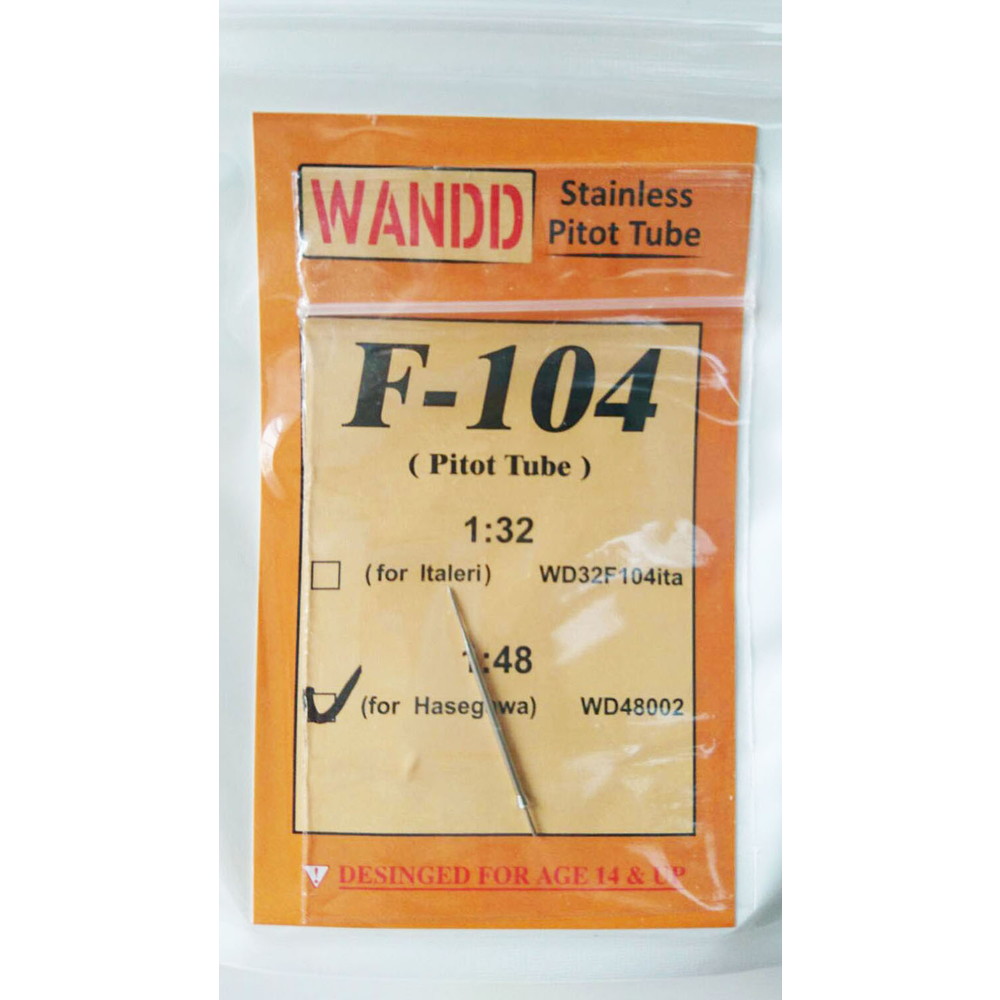 WANDD
Stainless
Pitot Tube
F-104
( Pitot Tube )
1:32
(for Italeri) WD32F104ita
1:48
(for Hasegawa) WD48002
DESINGED FOR AGE 14 & UP